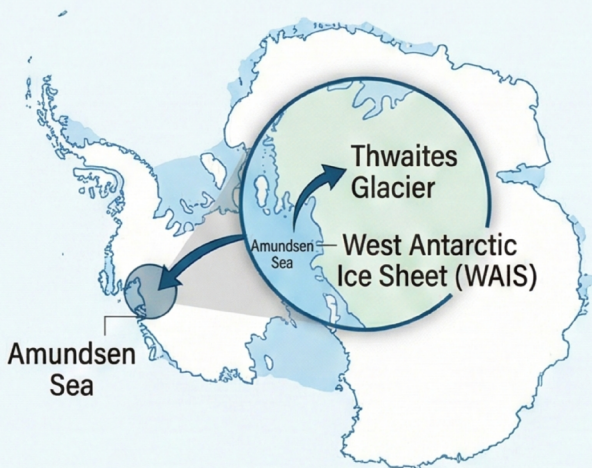 Thwaites
Glacier
Amundsen
Sea
West Antarctic
Ice Sheet (WAIS)
Amundsen
Sea